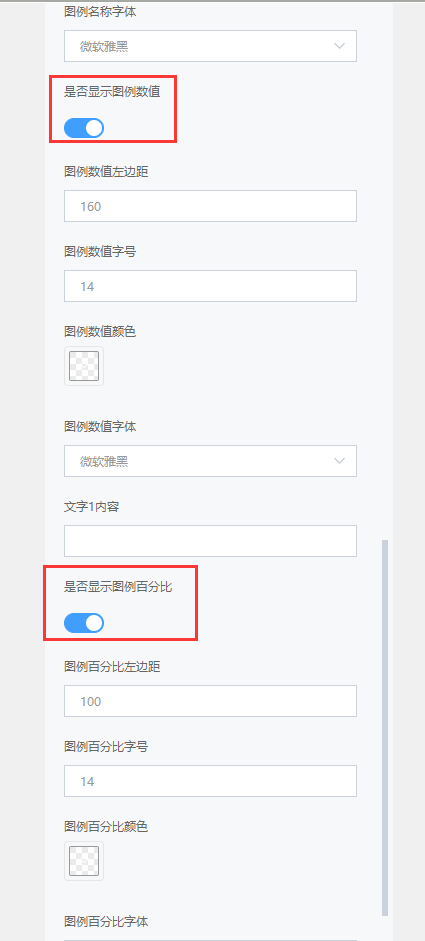 图例名称字体
微软雅黑
是否显示图例数值
图例数值左边距
160
图例数值字号
14
图例数值颜色
图例数值字体
微软雅黑
文字1内容
是否显示图例百分比
图例百分比左边距
100
图例百分比字号
14
图例百分比颜色
图例百分比字体